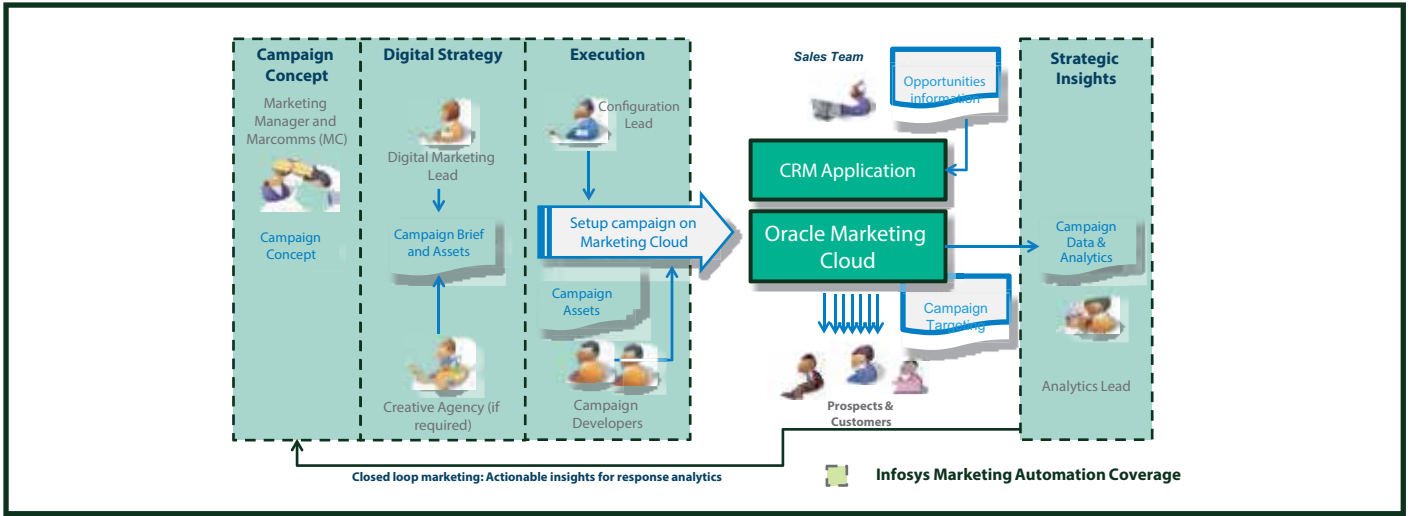 Campaign
Concept
Marketing
Manager and
Marcomms (MC)
Campaign
Concept
Digital Strategy
Digital Marketing
Lead
Campaign Brief
and Assets
Creative Agency (if
required)
Execution
Configuration
Lead
Setup campaign on
Marketing Cloud
Campaign
Assets
Campaign
Developers
Sales Team
Opportunities
information
CRM Application
Oracle Marketing
Cloud
Campaign
Targeting
Prospects &
Customers
Strategic
Insights
Campaign
Data &
Analytics
Analytics Lead
Closed loop marketing: Actionable insights for response analytics
Infosys Marketing Automation Coverage